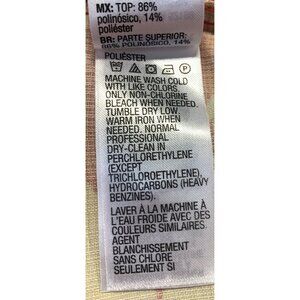 MX: TOP: 86%
polinósico, 14%
poliéster
BR: PARTE SUPERIOR:
86% POLINÓSICO, 14%
POLIÉSTER
MACHINE WASH COLD
WITH LIKE COLORS.
ONLY NON-CHLORINE
BLEACH WHEN NEEDED.
TUMBLE DRY LOW.
WARM IRON WHEN
NEEDED. NORMAL
PROFESSIONAL
DRY-CLEAN IN
PERCHLORETHYLENE
(EXCEPT
TRICHLOROETHYLENE),
HYDROCARBONS (HEAVY
BENZINES).
LAVER À LA MACHINE À
L'EAU FROIDE AVEC DES
COULEURS SIMILAIRES.
AGENT
BLANCHISSEMENT
SANS CHLORE
SEULEMENT SI